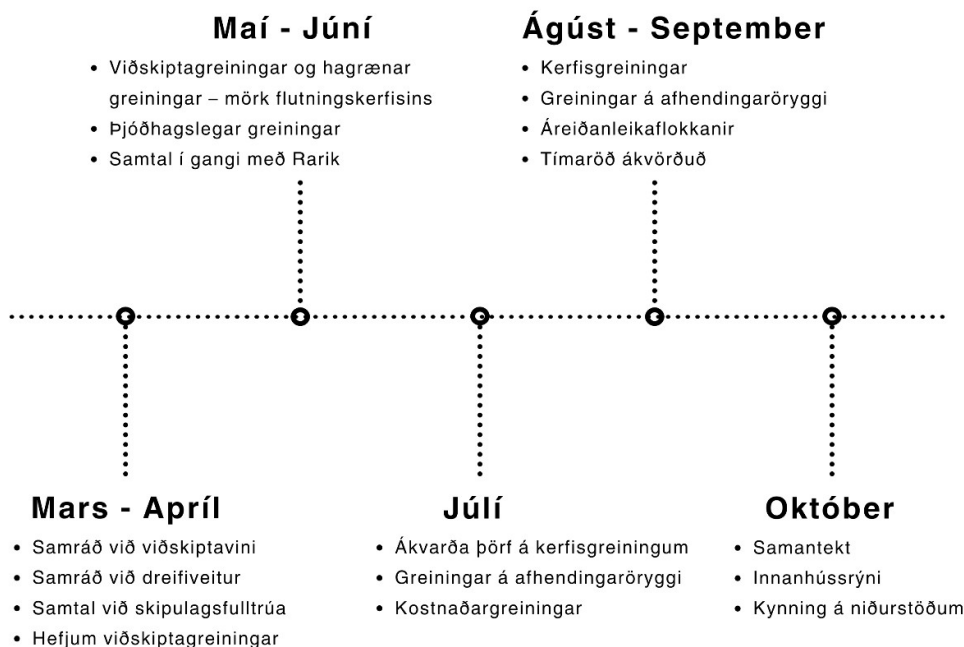 Maí - Júní
• Viðskiptagreiningar og hagrænar
greiningar – mörk flutningskerfisins
• Þjóðhagslegar greiningar
• Samtal í gangi með Rarik
Ágúst - September
• Kerfisgreiningar
• Greiningar á afhendingaröryggi
• Áreiðanleikaflokkanir
• Tímaröð ákvörðuð
Mars - Apríl
• Samráð við viðskiptavini
• Samráð við dreifiveitur
• Samtal við skipulagsfulltrúa
• Hefjum viðskiptagreiningar
Júlí
• Ákvarða þörf á kerfisgreiningum
• Greiningar á afhendingaröryggi
• Kostnaðargreiningar
Október
• Samantekt
• Innanhússrýni
• Kynning á niðurstöðum